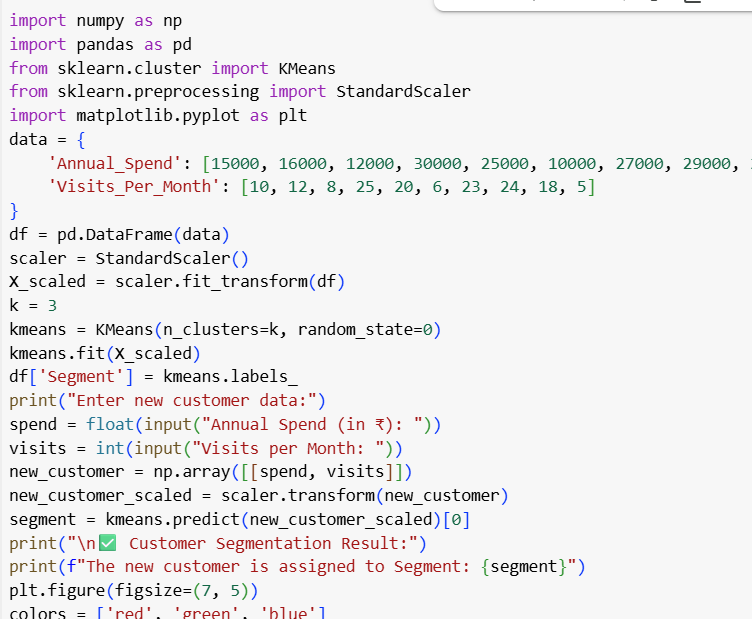 import numpy as np
import pandas as pd
from sklearn.cluster import KMeans
from sklearn.preprocessing import StandardScaler
import matplotlib.pyplot as plt
data = {
    'Annual_Spend': [15000, 16000, 12000, 30000, 25000, 10000, 27000, 29000,
    'Visits_Per_Month': [10, 12, 8, 25, 20, 6, 23, 24, 18, 5]
}
df = pd.DataFrame(data)
scaler = StandardScaler()
X_scaled = scaler.fit_transform(df)
k = 3
kmeans = KMeans(n_clusters=k, random_state=0)
kmeans.fit(X_scaled)
df['Segment'] = kmeans.labels_
print("Enter new customer data:")
spend = float(input("Annual Spend (in ₹): "))
visits = int(input("Visits per Month: "))
new_customer = np.array([[spend, visits]])
new_customer_scaled = scaler.transform(new_customer)
segment = kmeans.predict(new_customer_scaled)[0]
print("\n✅ Customer Segmentation Result:")
print(f"The new customer is assigned to Segment: {segment}")
plt.figure(figsize=(7, 5))
colors = ['red', 'green', 'blue']